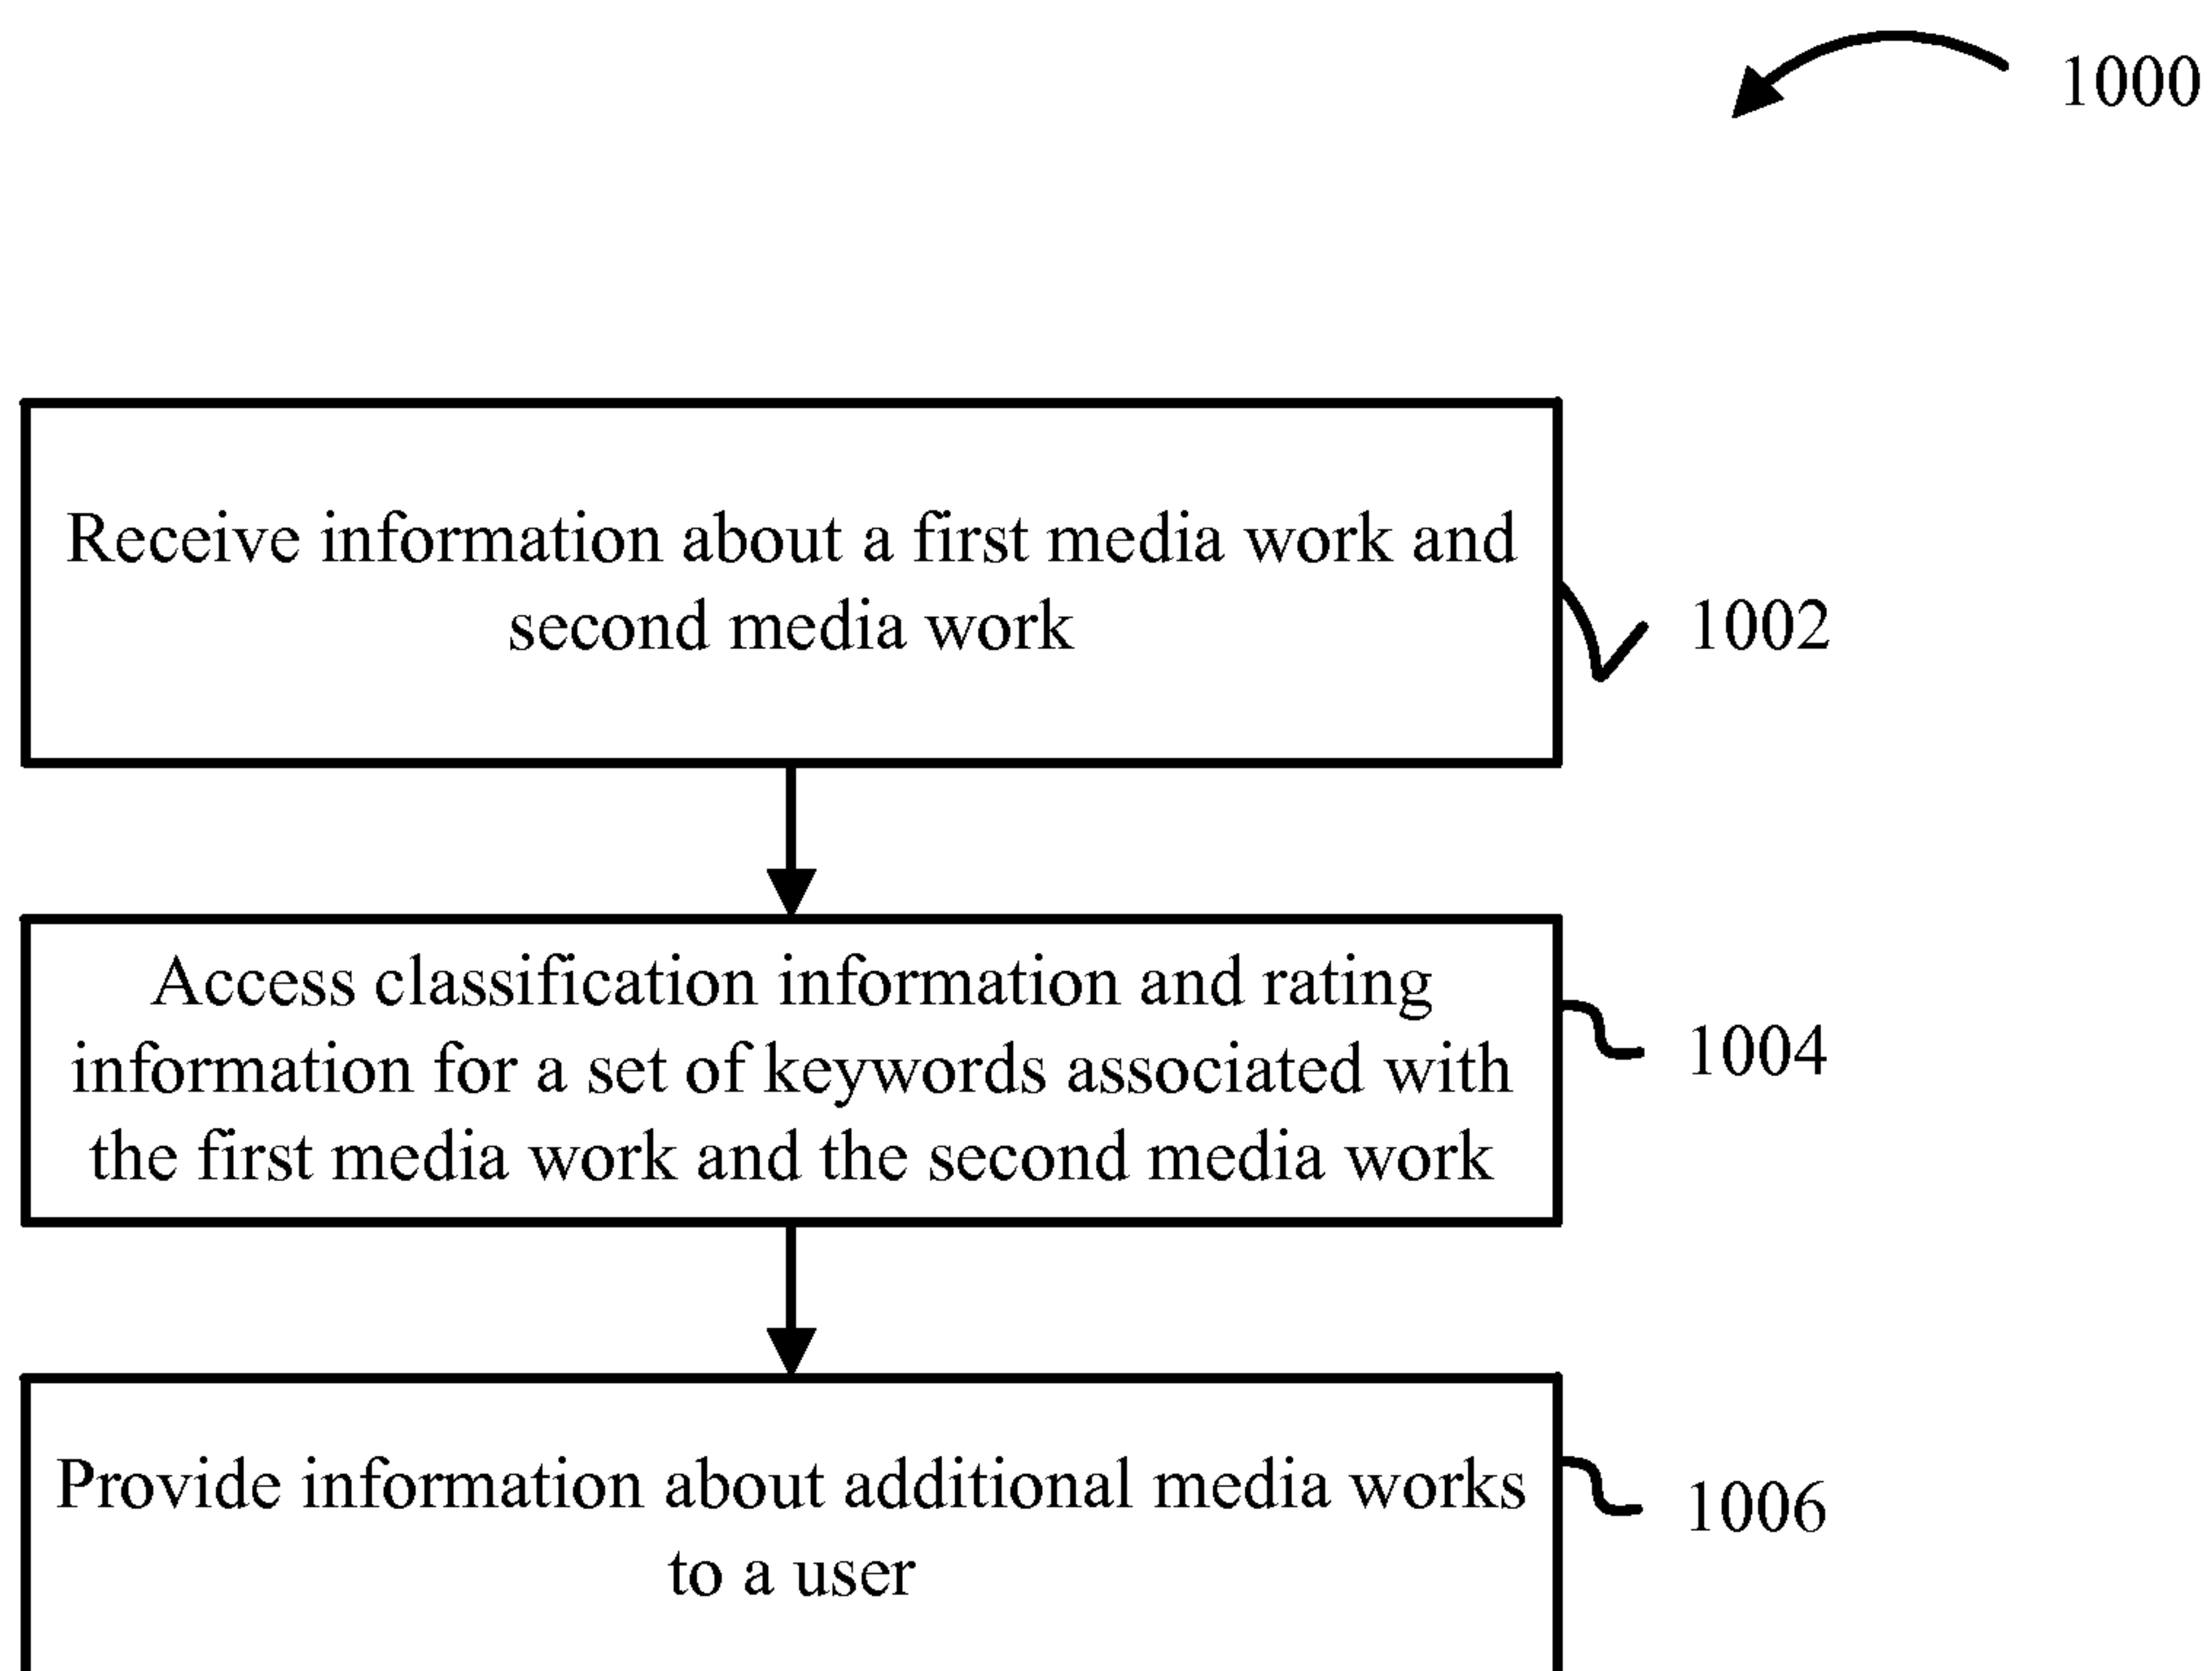 1000
Receive information about a first media work and
second media work
1002
Access classification information and rating
information for a set of keywords associated with
the first media work and the second media work
1004
Provide information about additional media works
to a user
1006